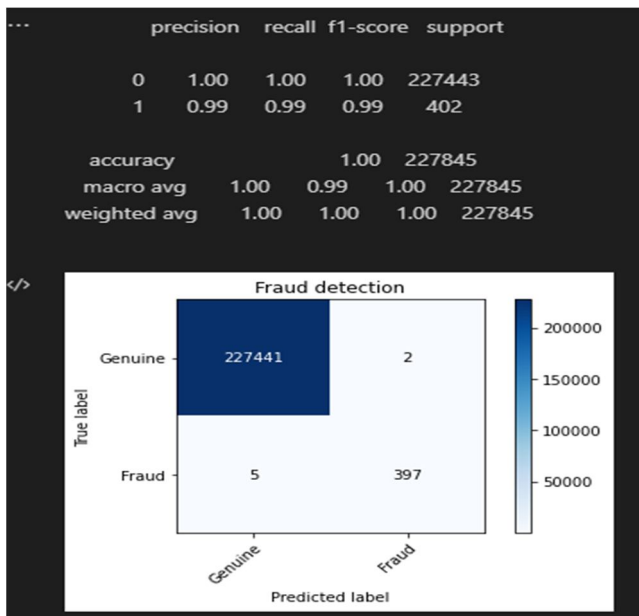 ...
precision recall f1-score support
0 1.00 1.00 1.00 227443
1 0.99 0.99 0.99 402
accuracy 1.00 227845
macro avg 1.00 0.99 1.00 227845
weighted avg 1.00 1.00 1.00 227845
</>
Fraud detection
Genuine 227441 2
Fraud 5 397
True label
Genuine Fraud
Predicted label
200000
150000
100000
50000